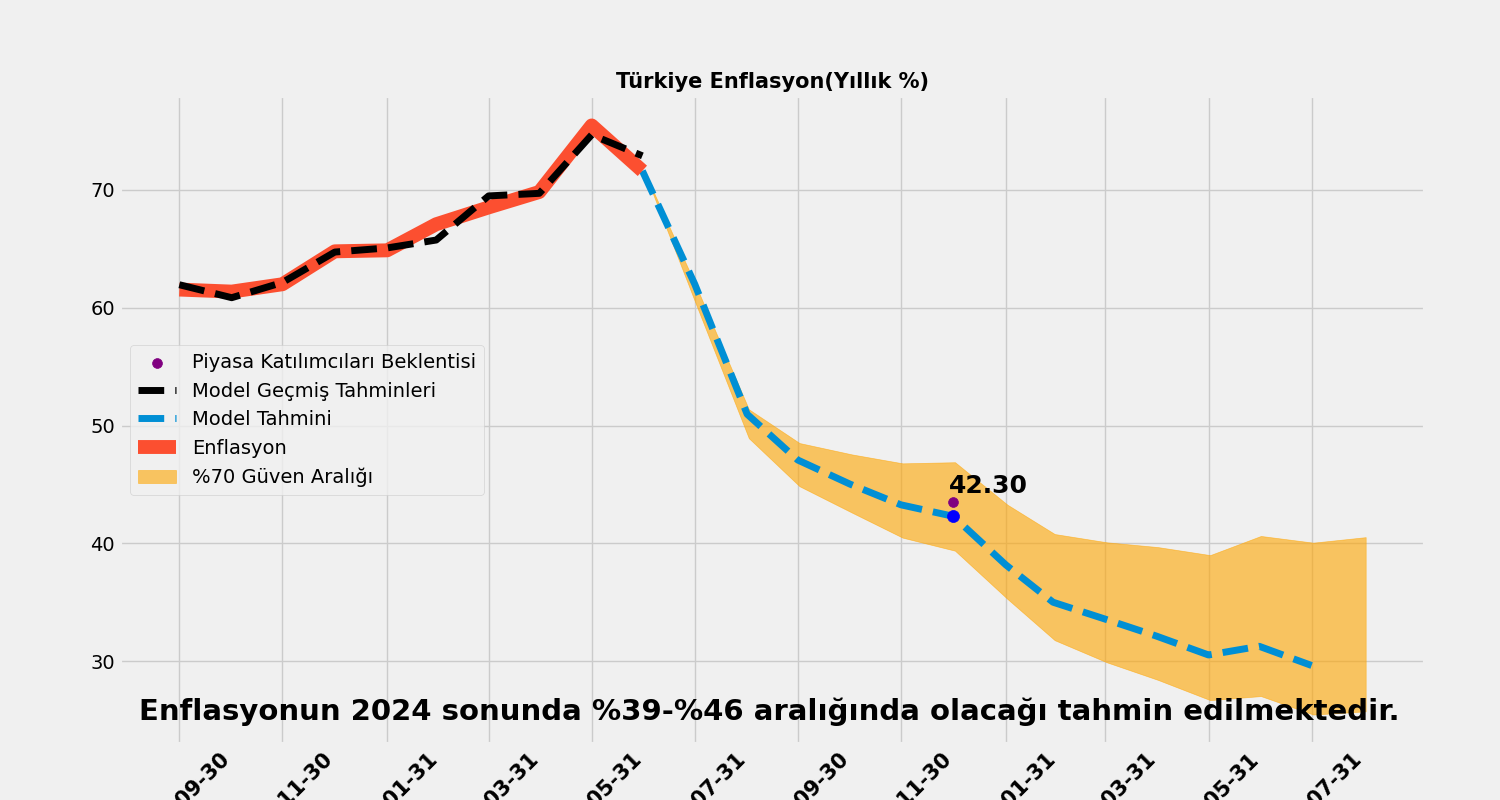 Türkiye Enflasyon(Yıllık %)
70
60
50
40
30
Piyasa Katılımcıları Beklentisi
Model Geçmiş Tahminleri
Model Tahmini
Enflasyon
%70 Güven Aralığı
42.30
Enflasyonun 2024 sonunda %39-%46 aralığında olacağı tahmin edilmektedir.
09-30
11-30
01-31
03-31
05-31
07-31
09-30
11-30
01-31
03-31
05-31
07-31